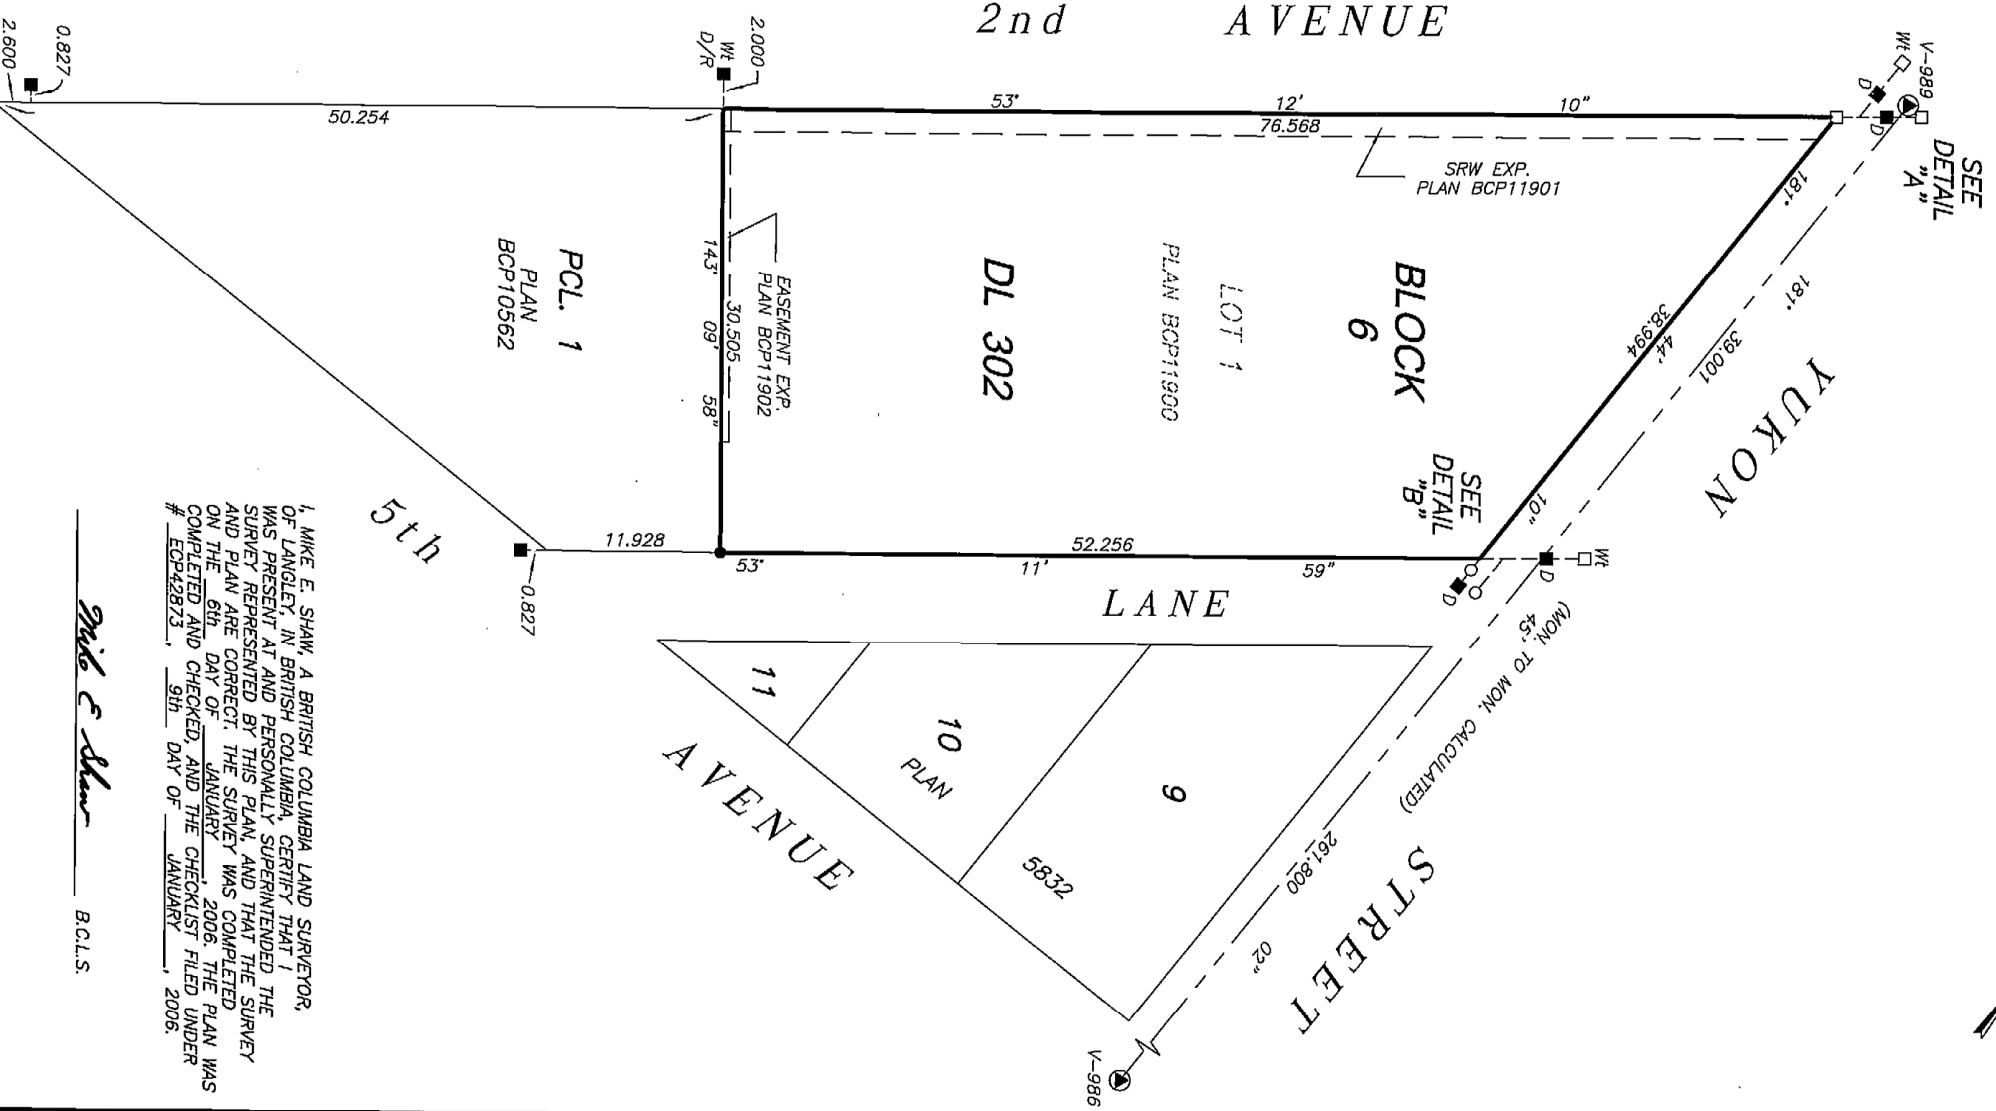 2nd AVENUE
V-989
Wt
D
D
SEE
DETAIL
"A"
2.600
0.827
50.254
2.000
Wt
D/R
53° 12' 10"
76.568
SRW EXP.
PLAN BCP11901
181° 44' 10"
38.994
181°
39.001
YUKON
PCL. 1
PLAN
BCP10562
143° 09' 58"
30.505
EASEMENT EXP.
PLAN BCP11902
DL 302
PLAN BCP11900
LOT 1
BLOCK
6
SEE
DETAIL
"B"
5th
11.928
0.827
52.256
53° 11' 59"
D
Wt
D
LANE
45'
(MON. TO MON. CALCULATED)
261.800
02"
STREET
11
10
PLAN
9
5832
AVENUE
V-986
I, MIKE E. SHAW, A BRITISH COLUMBIA LAND SURVEYOR,
OF LANGLEY, IN BRITISH COLUMBIA, CERTIFY THAT I
WAS PRESENT AT AND PERSONALLY SUPERINTENDED THE
SURVEY REPRESENTED BY THIS PLAN, AND THAT THE SURVEY
AND PLAN ARE CORRECT. THE SURVEY WAS COMPLETED
ON THE 6th DAY OF JANUARY, 2006. THE PLAN WAS
COMPLETED AND CHECKED, AND THE CHECKLIST FILED UNDER
# ECP42873, 9th DAY OF JANUARY, 2006.
Mike E Shaw B.C.L.S.